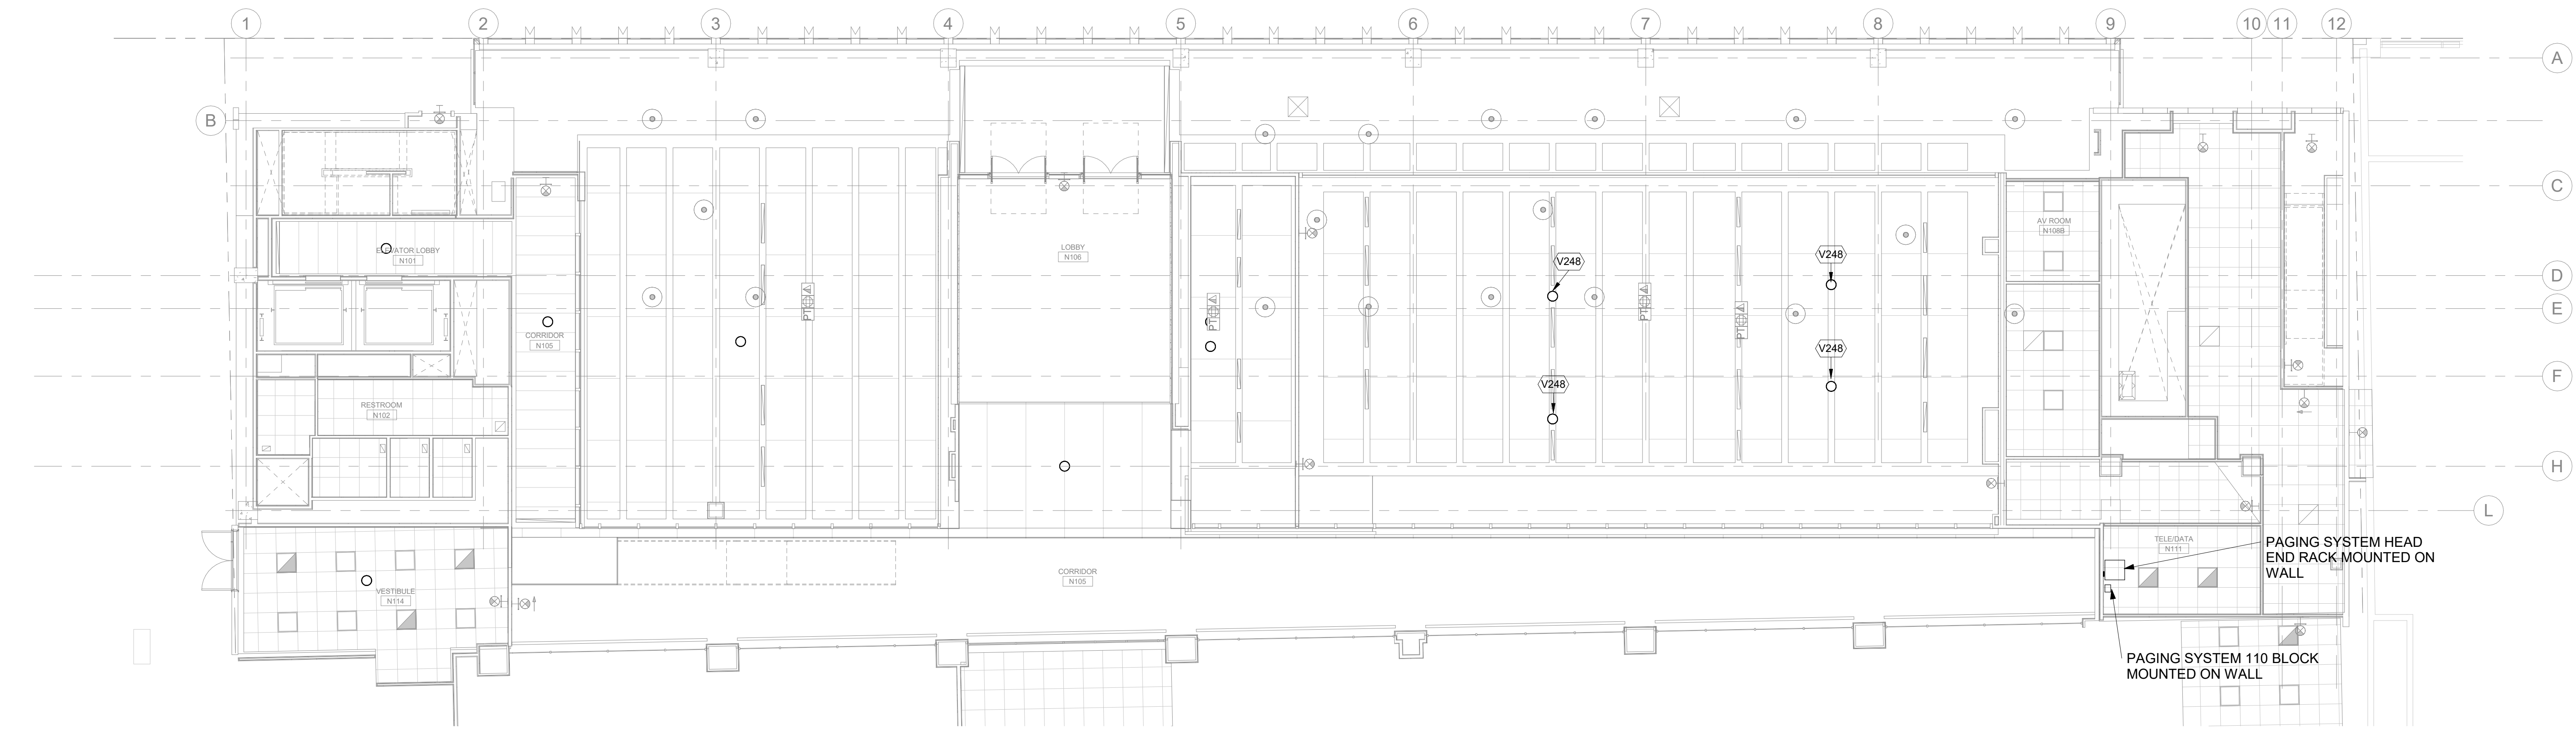 1
2
3
4
5
6
7
8
9
10
11
12
A
B
C
D
E
F
H
L
ELEVATOR LOBBY
N101
CORRIDOR
N105
RESTROOM
N102
VESTIBULE
N114
LOBBY
N106
CORRIDOR
N105
PT
PT
PT
PT
V248
V248
V248
V248
AV ROOM
N108B
TELE/DATA
N111
PAGING SYSTEM HEAD
END RACK MOUNTED ON
WALL
PAGING SYSTEM 110 BLOCK
MOUNTED ON WALL